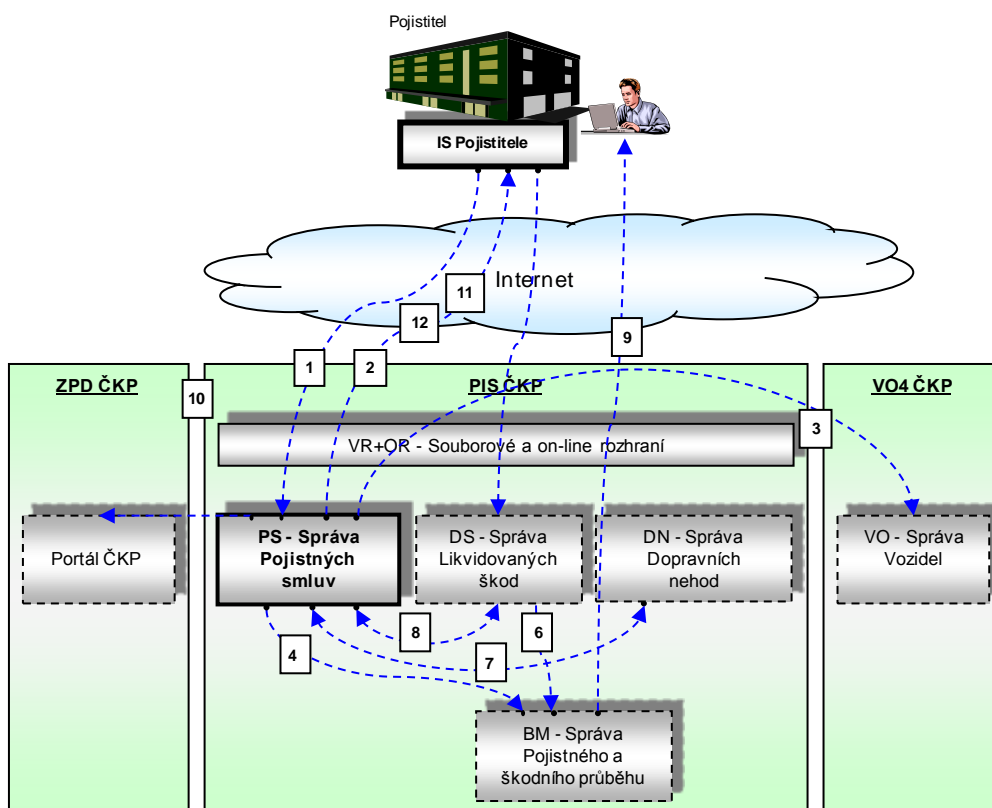 Pojistitel
IS Pojistitele
Internet
11
12
9
1
2
ZPD ČKP
10
PIS ČKP
VO4 ČKP
3
VR+OR - Souborové a on-line rozhraní
Portál ČKP
PS - Správa
Pojistných
smluv
DS - Správa
Likvidovaných
škod
DN - Správa
Dopravních
nehod
VO - Správa
Vozidel
4
8
6
7
BM - Správa
Pojistného a
škodního průběhu